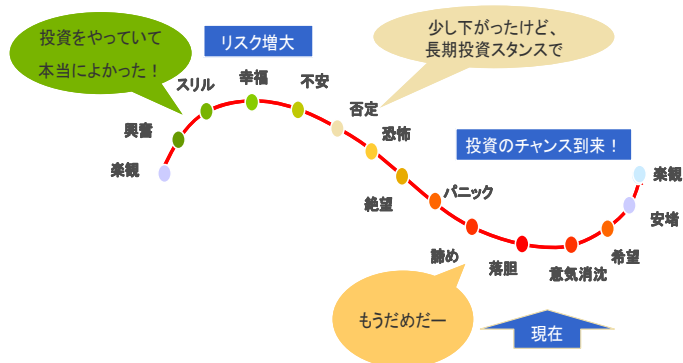 投資をやっていて
本当によかった！
リスク増大
少し下がったけど、
長期投資スタンスで
楽観
興奮
スリル
幸福
不安
否定
恐怖
絶望
パニック
諦め
落胆
意気消沈
希望
安堵
楽観
投資のチャンス到来！
もうだめだー
現在